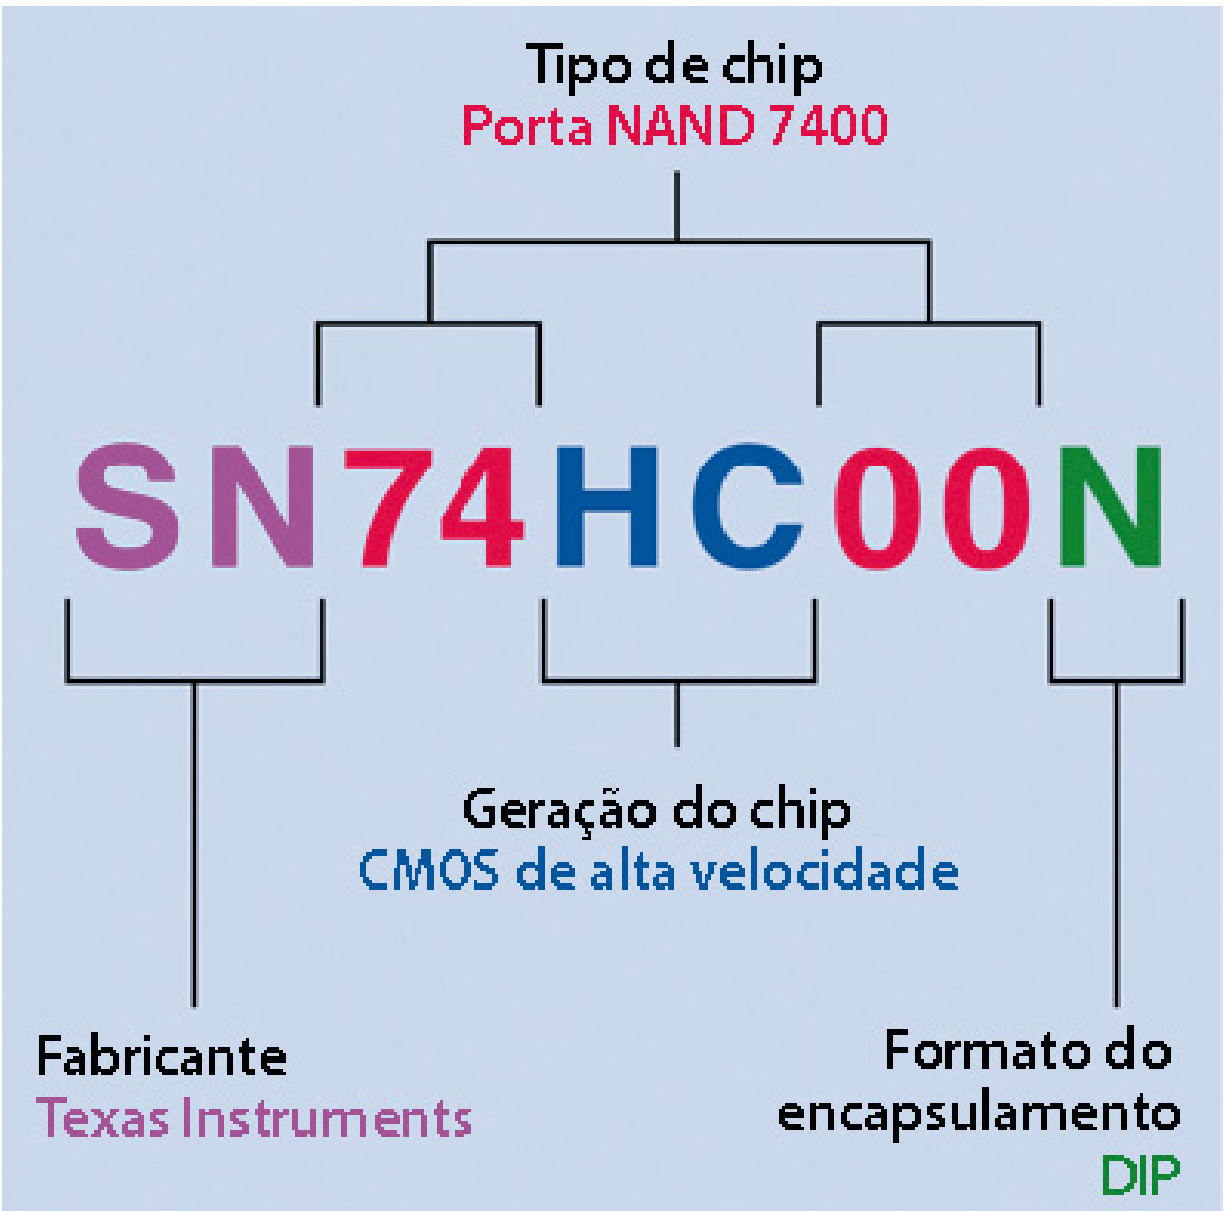 Tipo de chip
Porta NAND 7400
SN74HC00N
Geração do chip
CMOS de alta velocidade
Fabricante
Texas Instruments
Formato do
encapsulamento
DIP